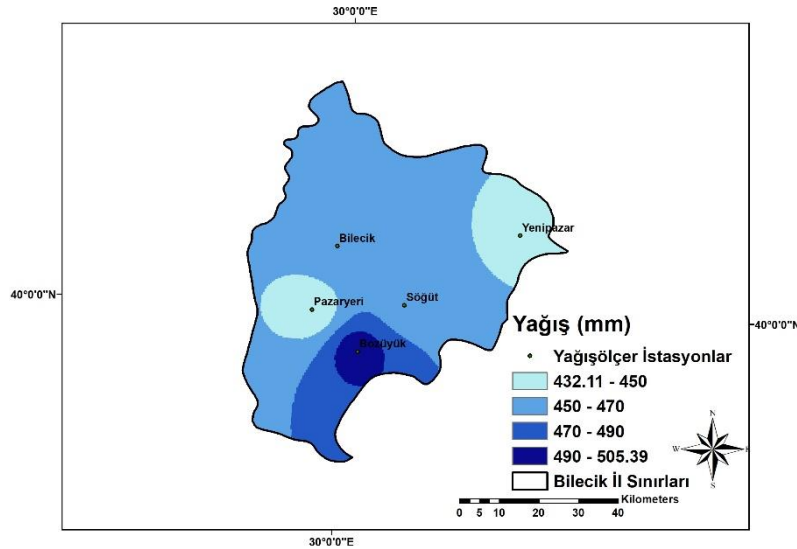 30°0'0"E
Bilecik
Yenipazar
40°0'0"N
Pazaryeri
Söğüt
Bozüyük
40°0'0"N
Yağış (mm)
Yağışölçer İstasyonlar
432.11 - 450
450 - 470
470 - 490
490 - 505.39
Bilecik İl Sınırları
N
W E
S
Kilometers
0 5 10 20 30 40
30°0'0"E